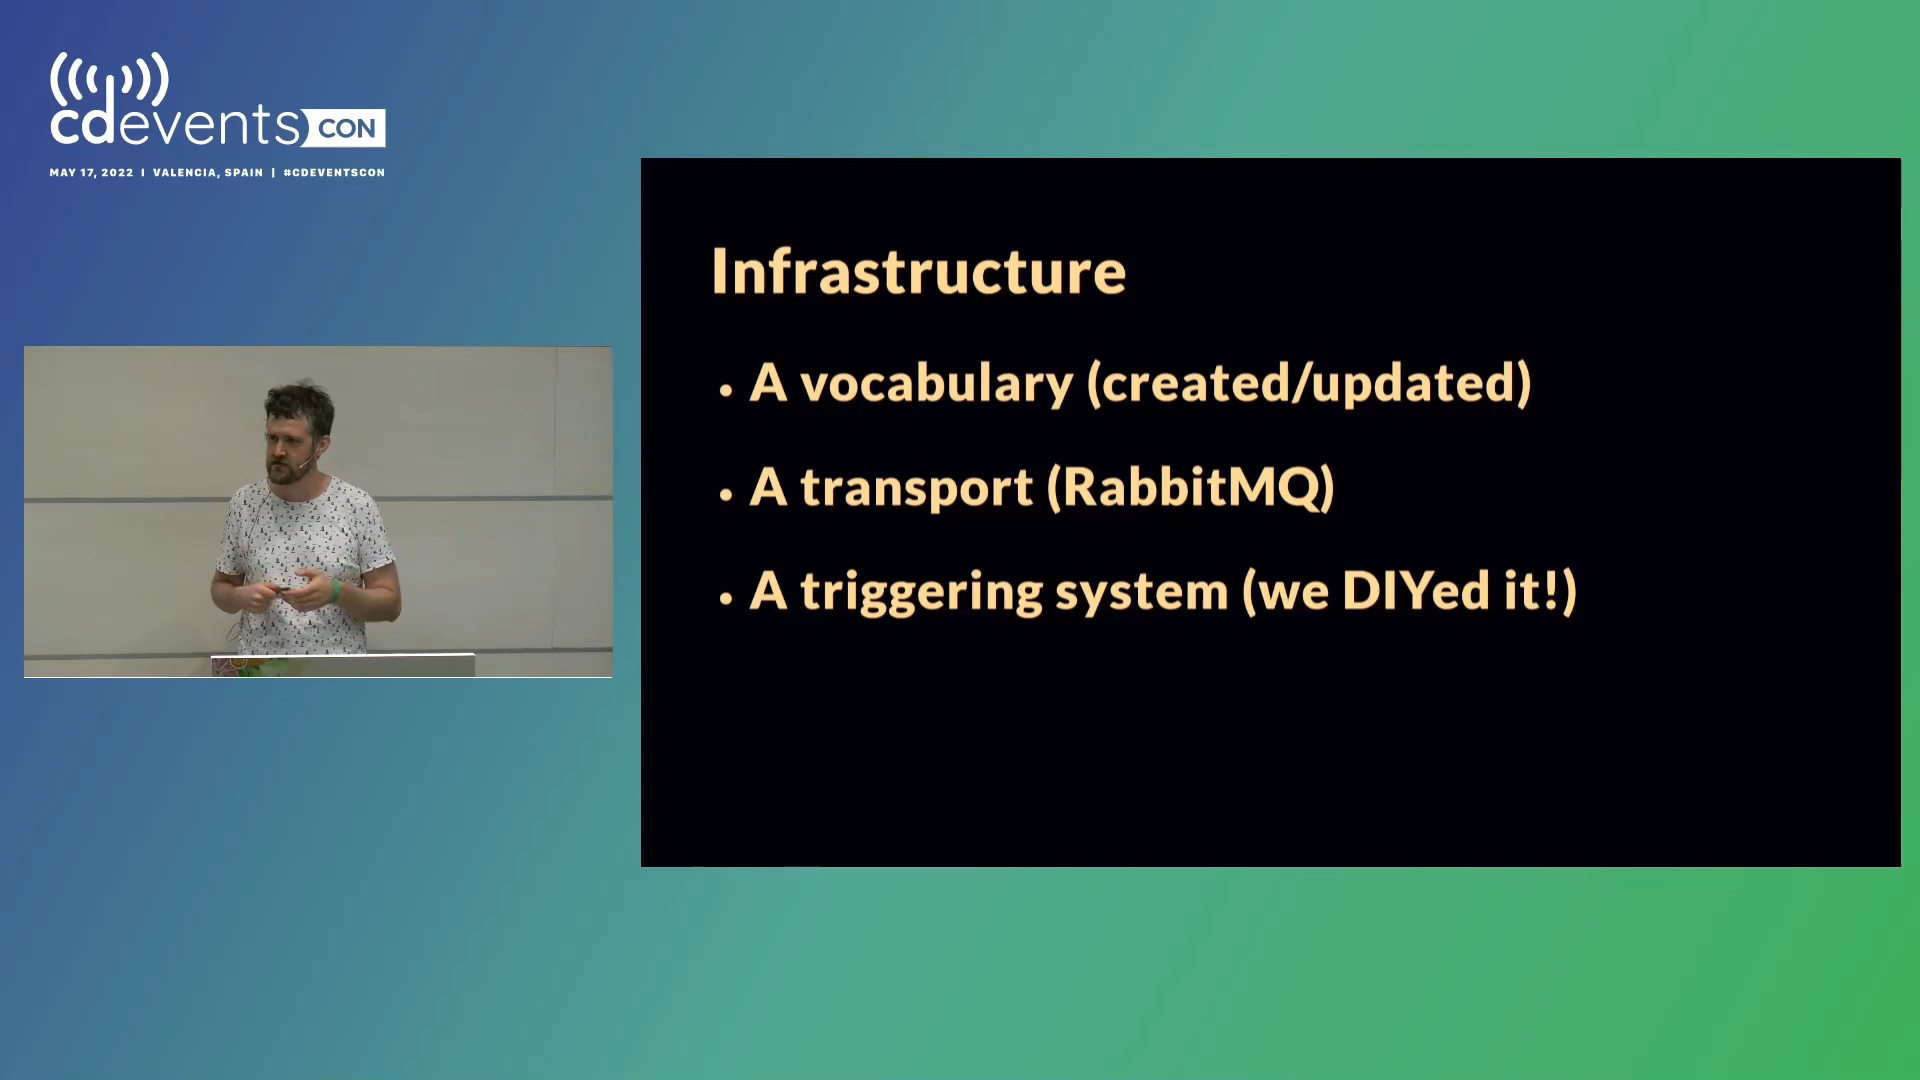 cdevents CON
MAY 17, 2022 | VALENCIA, SPAIN | #CDEVENTSCON
Infrastructure
• A vocabulary (created/updated)
• A transport (RabbitMQ)
• A triggering system (we DIYed it!)